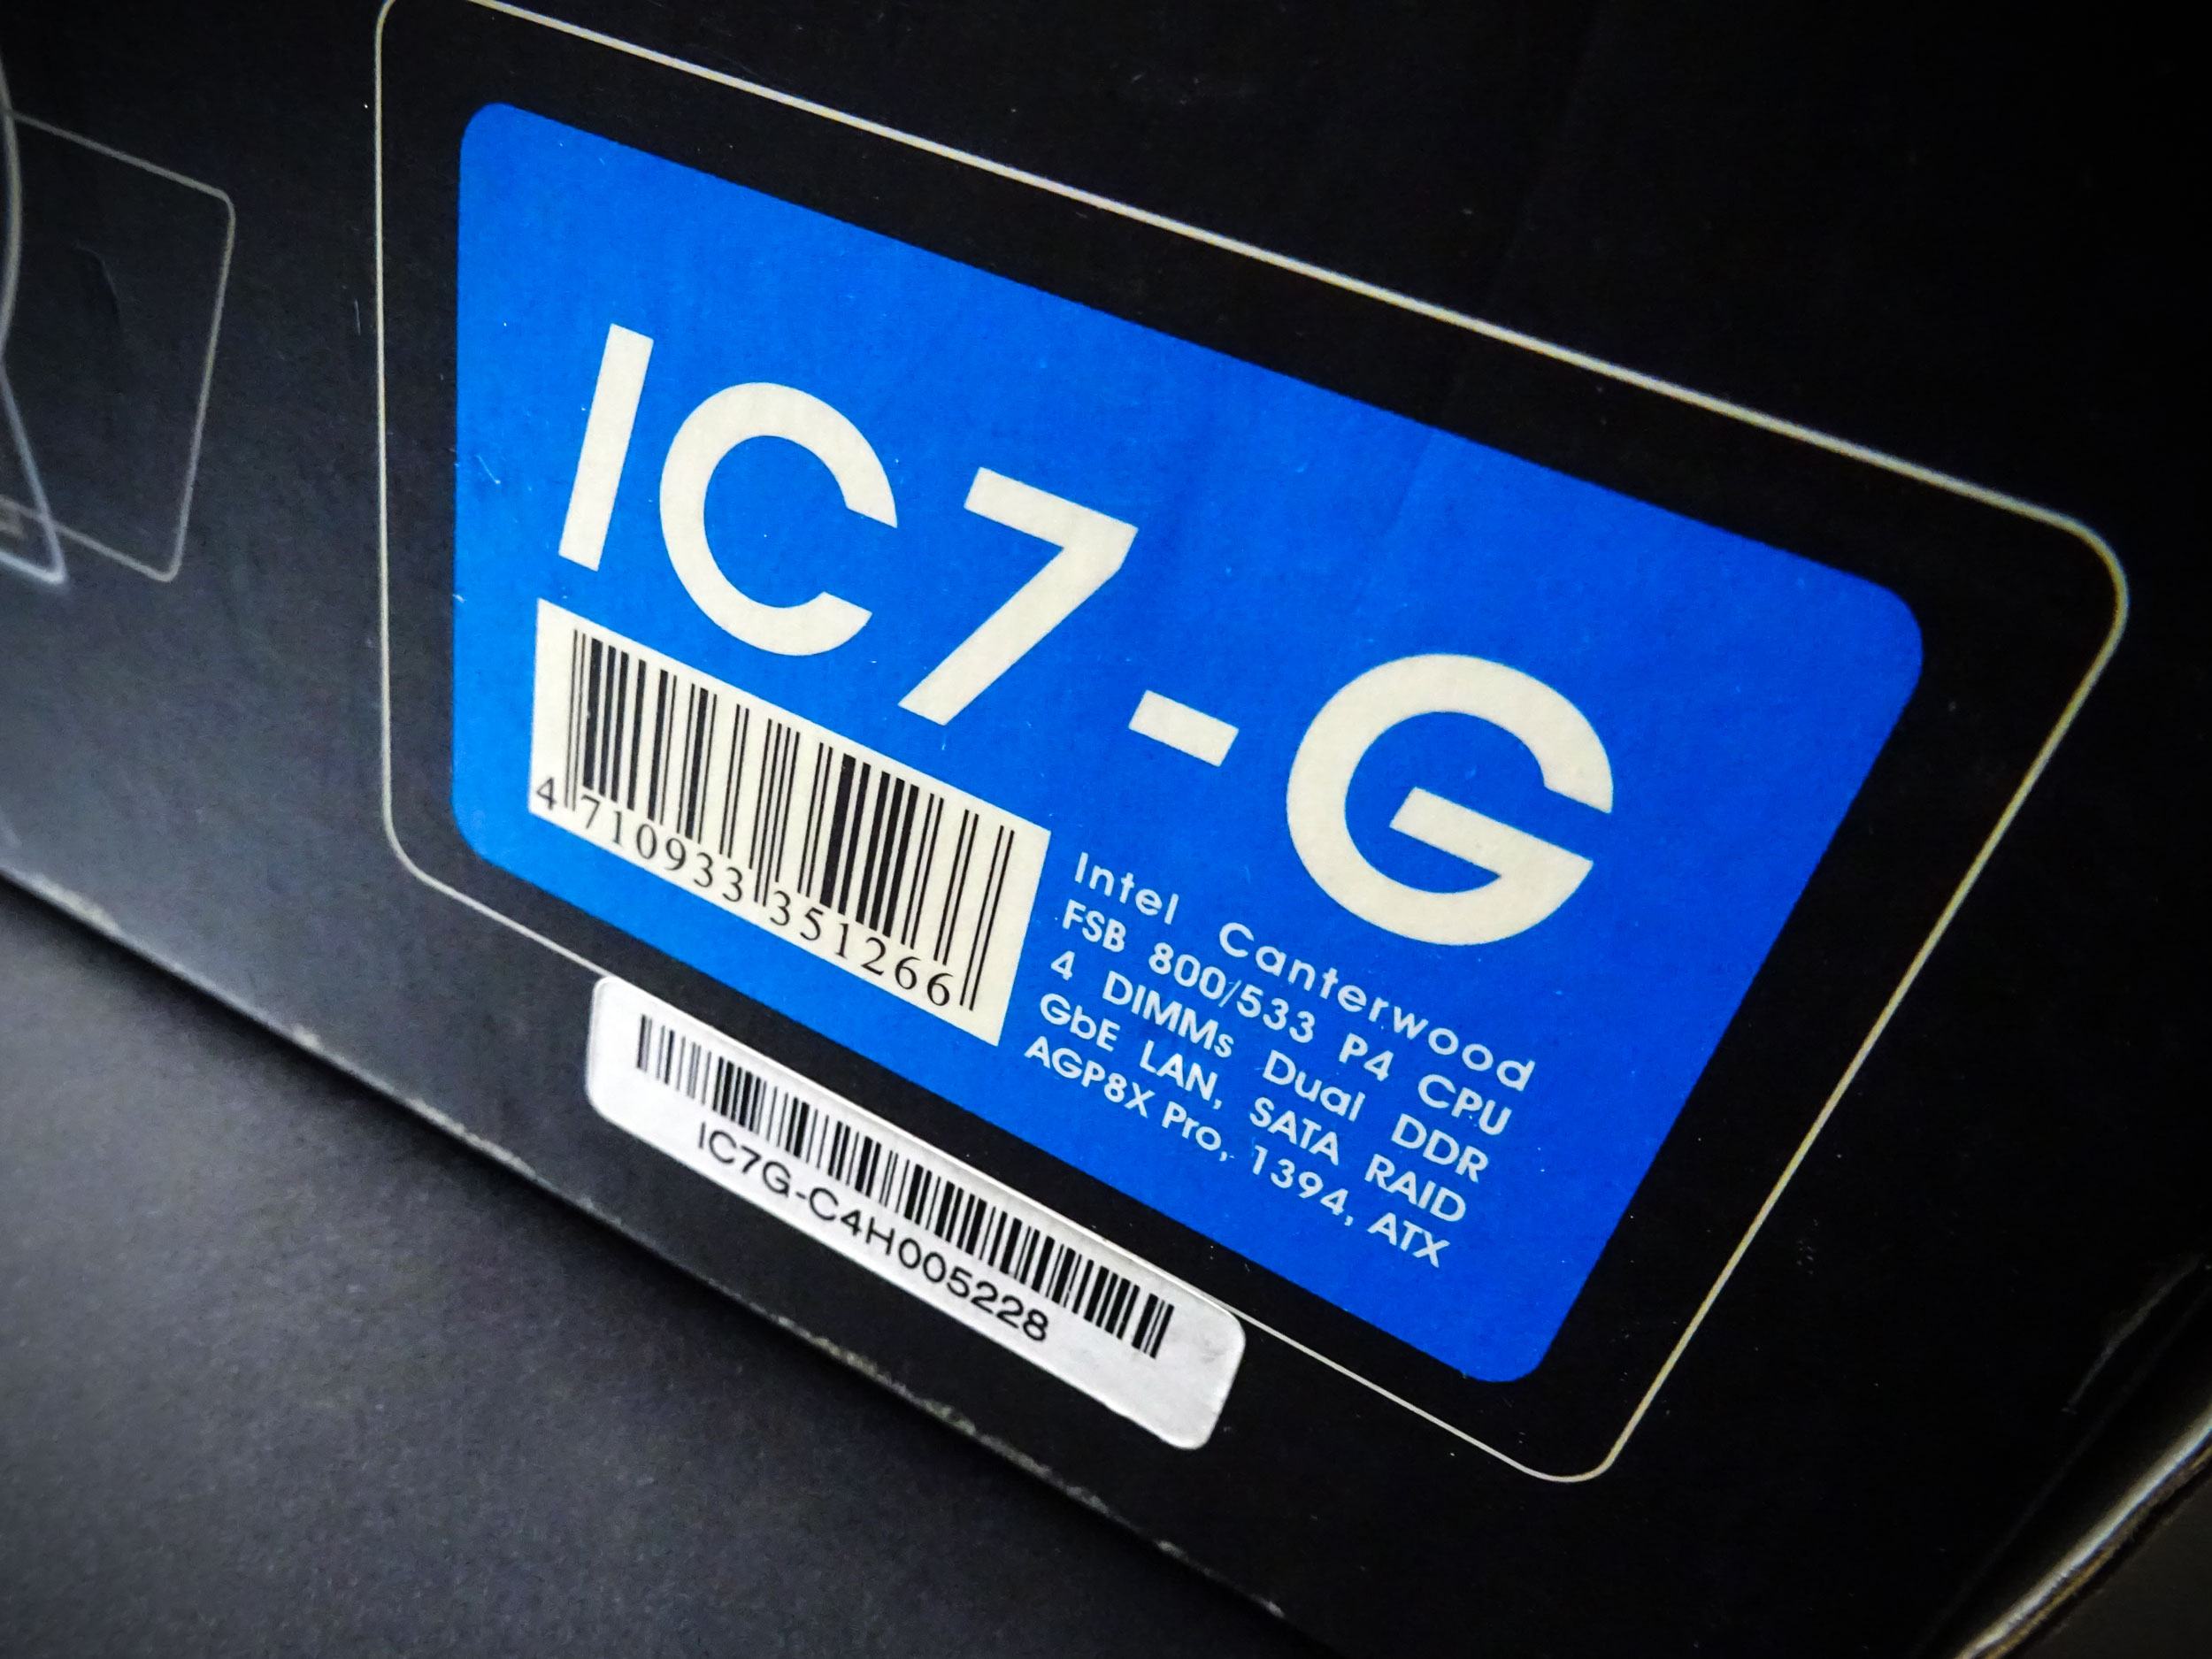 IC7-G
4 710933 351266
Intel Canterwood
FSB 800/533 P4 CPU
4 DIMMs Dual DDR
GbE LAN, SATA RAID
AGP8X Pro, 1394, ATX
IC7G-C4H005228